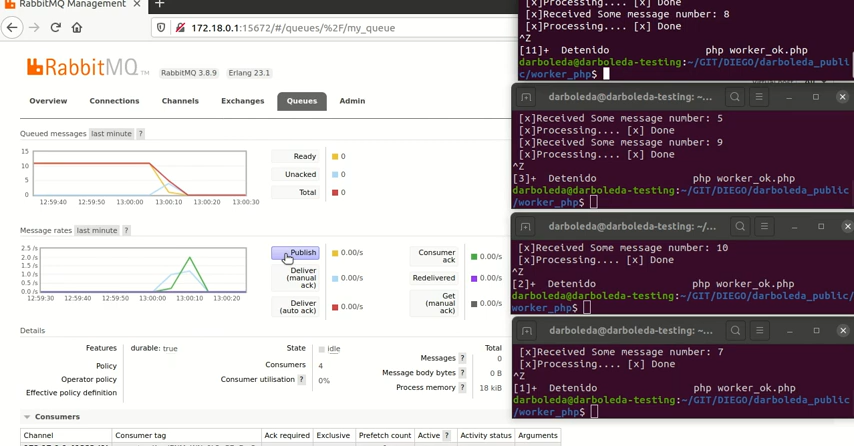 RabbitMQ Management
172.18.0.1:15672/#/queues/%2F/my_queue
RabbitMQ TM RabbitMQ 3.8.9 Erlang 23.1
Overview Connections Channels Exchanges Queues Admin
Queued messages last minute ?
15
10
5
0
12:59:40 12:59:50 13:00:00 13:00:10 13:00:20 13:00:30
Ready 0
Unacked 0
Total 0
Message rates last minute ?
2.5 /s
2.0 /s
1.5 /s
1.0 /s
0.5 /s
0.0 /s
12:59:30 12:59:40 12:59:50 13:00:00 13:00:10 13:00:20
Publish 0.00/s
Deliver (manual ack) 0.00/s
Deliver (auto ack) 0.00/s
Consumer ack 0.00/s
Redelivered 0.00/s
Get (manual ack) 0.00/s
Details
Features durable: true
Policy
Operator policy
Effective policy definition
State idle
Consumers 4
Consumer utilisation ? 0%
Total
Messages ? 0
Message body bytes ? 0 B
Process memory ? 18 kiB
Consumers
Channel Consumer tag Ack required Exclusive Prefetch count Active ? Activity status Arguments
[x]Processing.... [x] Done
[x]Received Some message number: 8
[x]Processing.... [x] Done
^Z
[11]+ Detenido php worker_ok.php
darboleda@darboleda-testing:~/GIT/DIEGO/darboleda_publi
c/worker_php$
darboleda@darboleda-testing: ~...
[x]Received Some message number: 5
[x]Processing.... [x] Done
[x]Received Some message number: 9
[x]Processing.... [x] Done
^Z
[3]+ Detenido php worker_ok.php
darboleda@darboleda-testing:~/GIT/DIEGO/darboleda_public
/worker_php$
darboleda@darboleda-testing: ~/...
[x]Received Some message number: 10
[x]Processing.... [x] Done
^Z
[2]+ Detenido php worker_ok.php
darboleda@darboleda-testing:~/GIT/DIEGO/darboleda_public/
worker_php$
darboleda@darboleda-testing: ~...
[x]Received Some message number: 7
[x]Processing.... [x] Done
^Z
[1]+ Detenido php worker_ok.php
darboleda@darboleda-testing:~/GIT/DIEGO/darboleda_public
/worker_php$